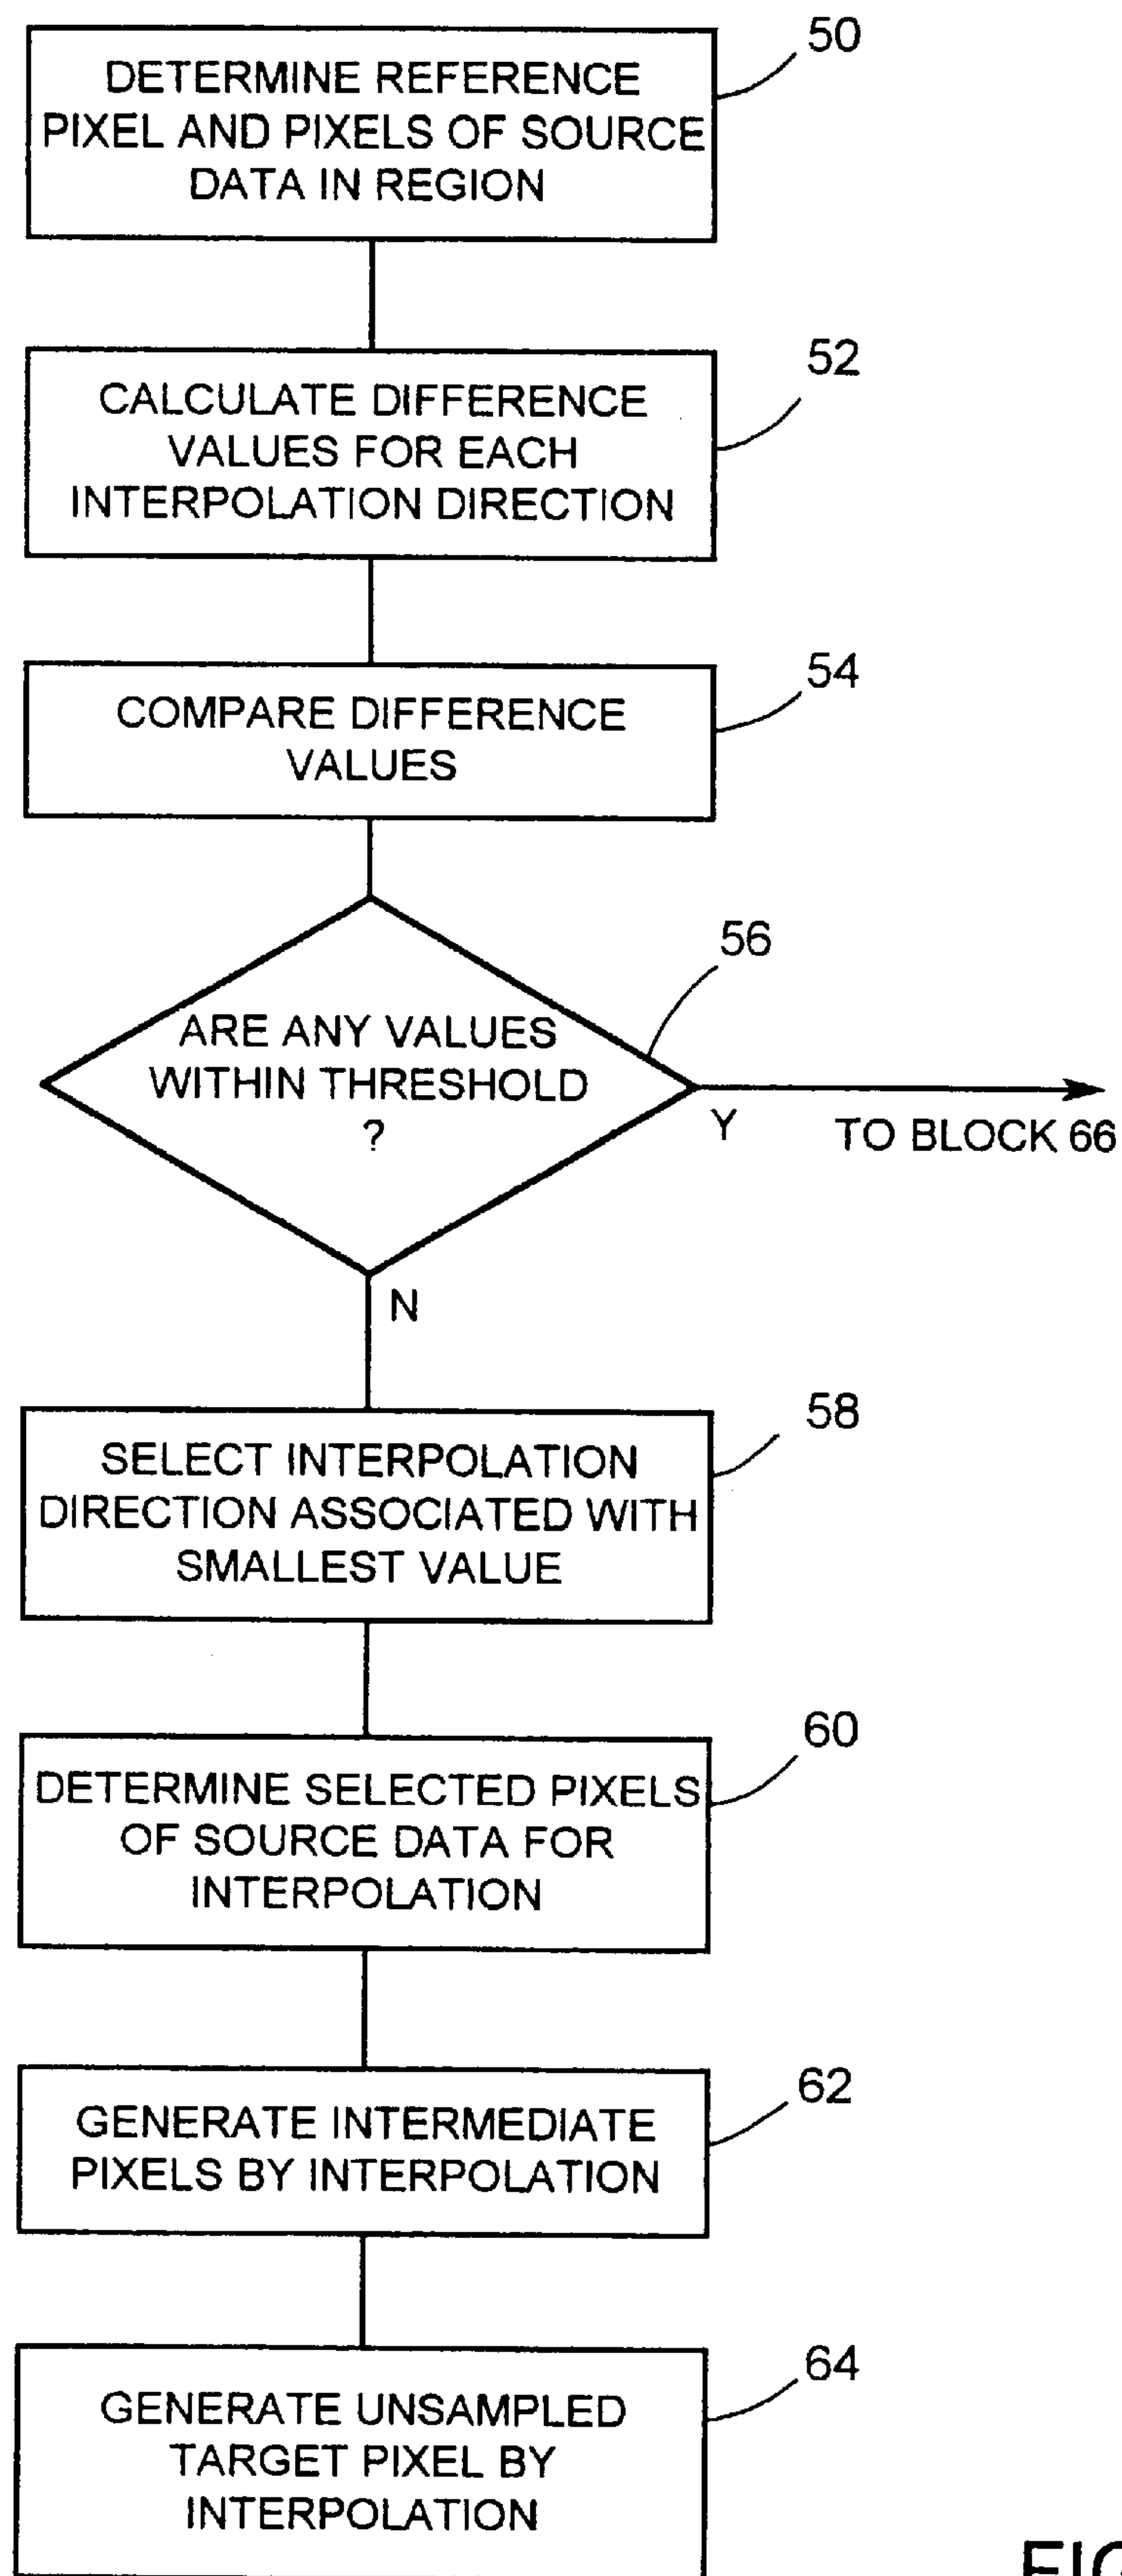 50
DETERMINE REFERENCE
PIXEL AND PIXELS OF SOURCE
DATA IN REGION
52
CALCULATE DIFFERENCE
VALUES FOR EACH
INTERPOLATION DIRECTION
54
COMPARE DIFFERENCE
VALUES
56
ARE ANY VALUES
WITHIN THRESHOLD
?
Y
TO BLOCK 66
N
58
SELECT INTERPOLATION
DIRECTION ASSOCIATED WITH
SMALLEST VALUE
60
DETERMINE SELECTED PIXELS
OF SOURCE DATA FOR
INTERPOLATION
62
GENERATE INTERMEDIATE
PIXELS BY INTERPOLATION
64
GENERATE UNSAMPLED
TARGET PIXEL BY
INTERPOLATION